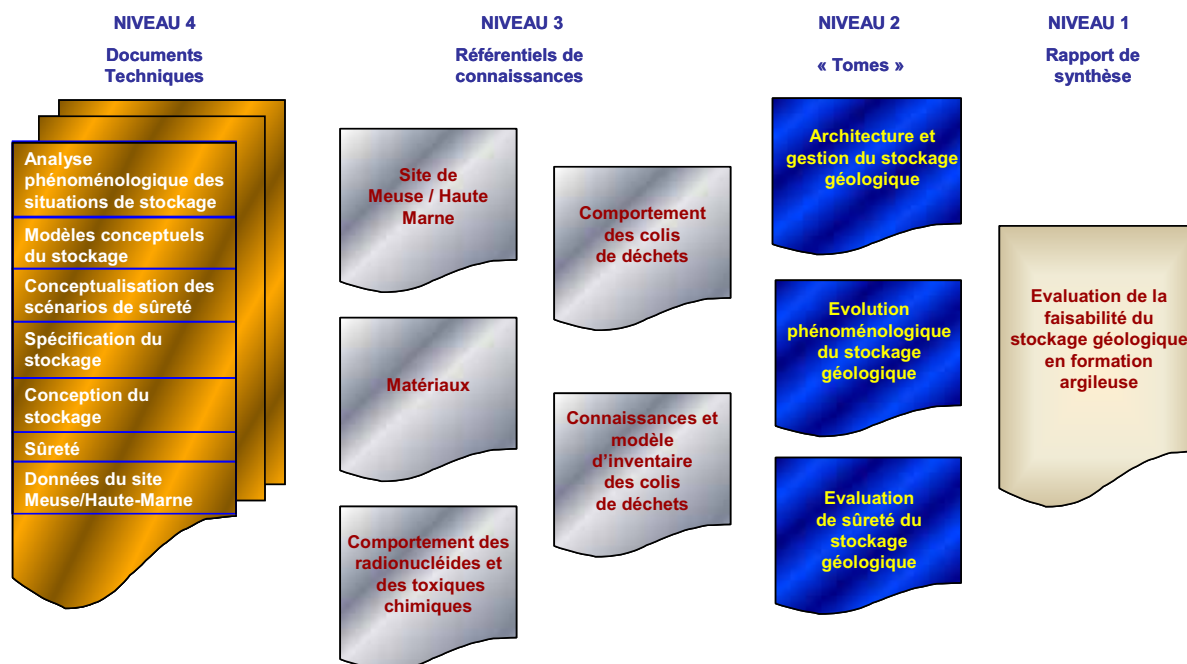 NIVEAU 4
Documents
Techniques
Analyse
phénoménologique des
situations de stockage
Modèles conceptuels
du stockage
Conceptualisation des
scénarios de sûreté
Spécification du
stockage
Conception du
stockage
Sûreté
Données du site
Meuse/Haute-Marne
NIVEAU 3
Référentiels de
connaissances
Site de
Meuse / Haute
Marne
Matériaux
Comportement des
radionucléides et
des toxiques
chimiques
Comportement
des colis
de déchets
Connaissances et
modèle
d'inventaire
des colis
de déchets
NIVEAU 2
« Tomes »
Architecture et
gestion du stockage
géologique
Evolution
phénoménologique
du stockage
géologique
Evaluation
de sûreté du
stockage
géologique
NIVEAU 1
Rapport de
synthèse
Evaluation de la
faisabilité du
stockage géologique
en formation
argileuse